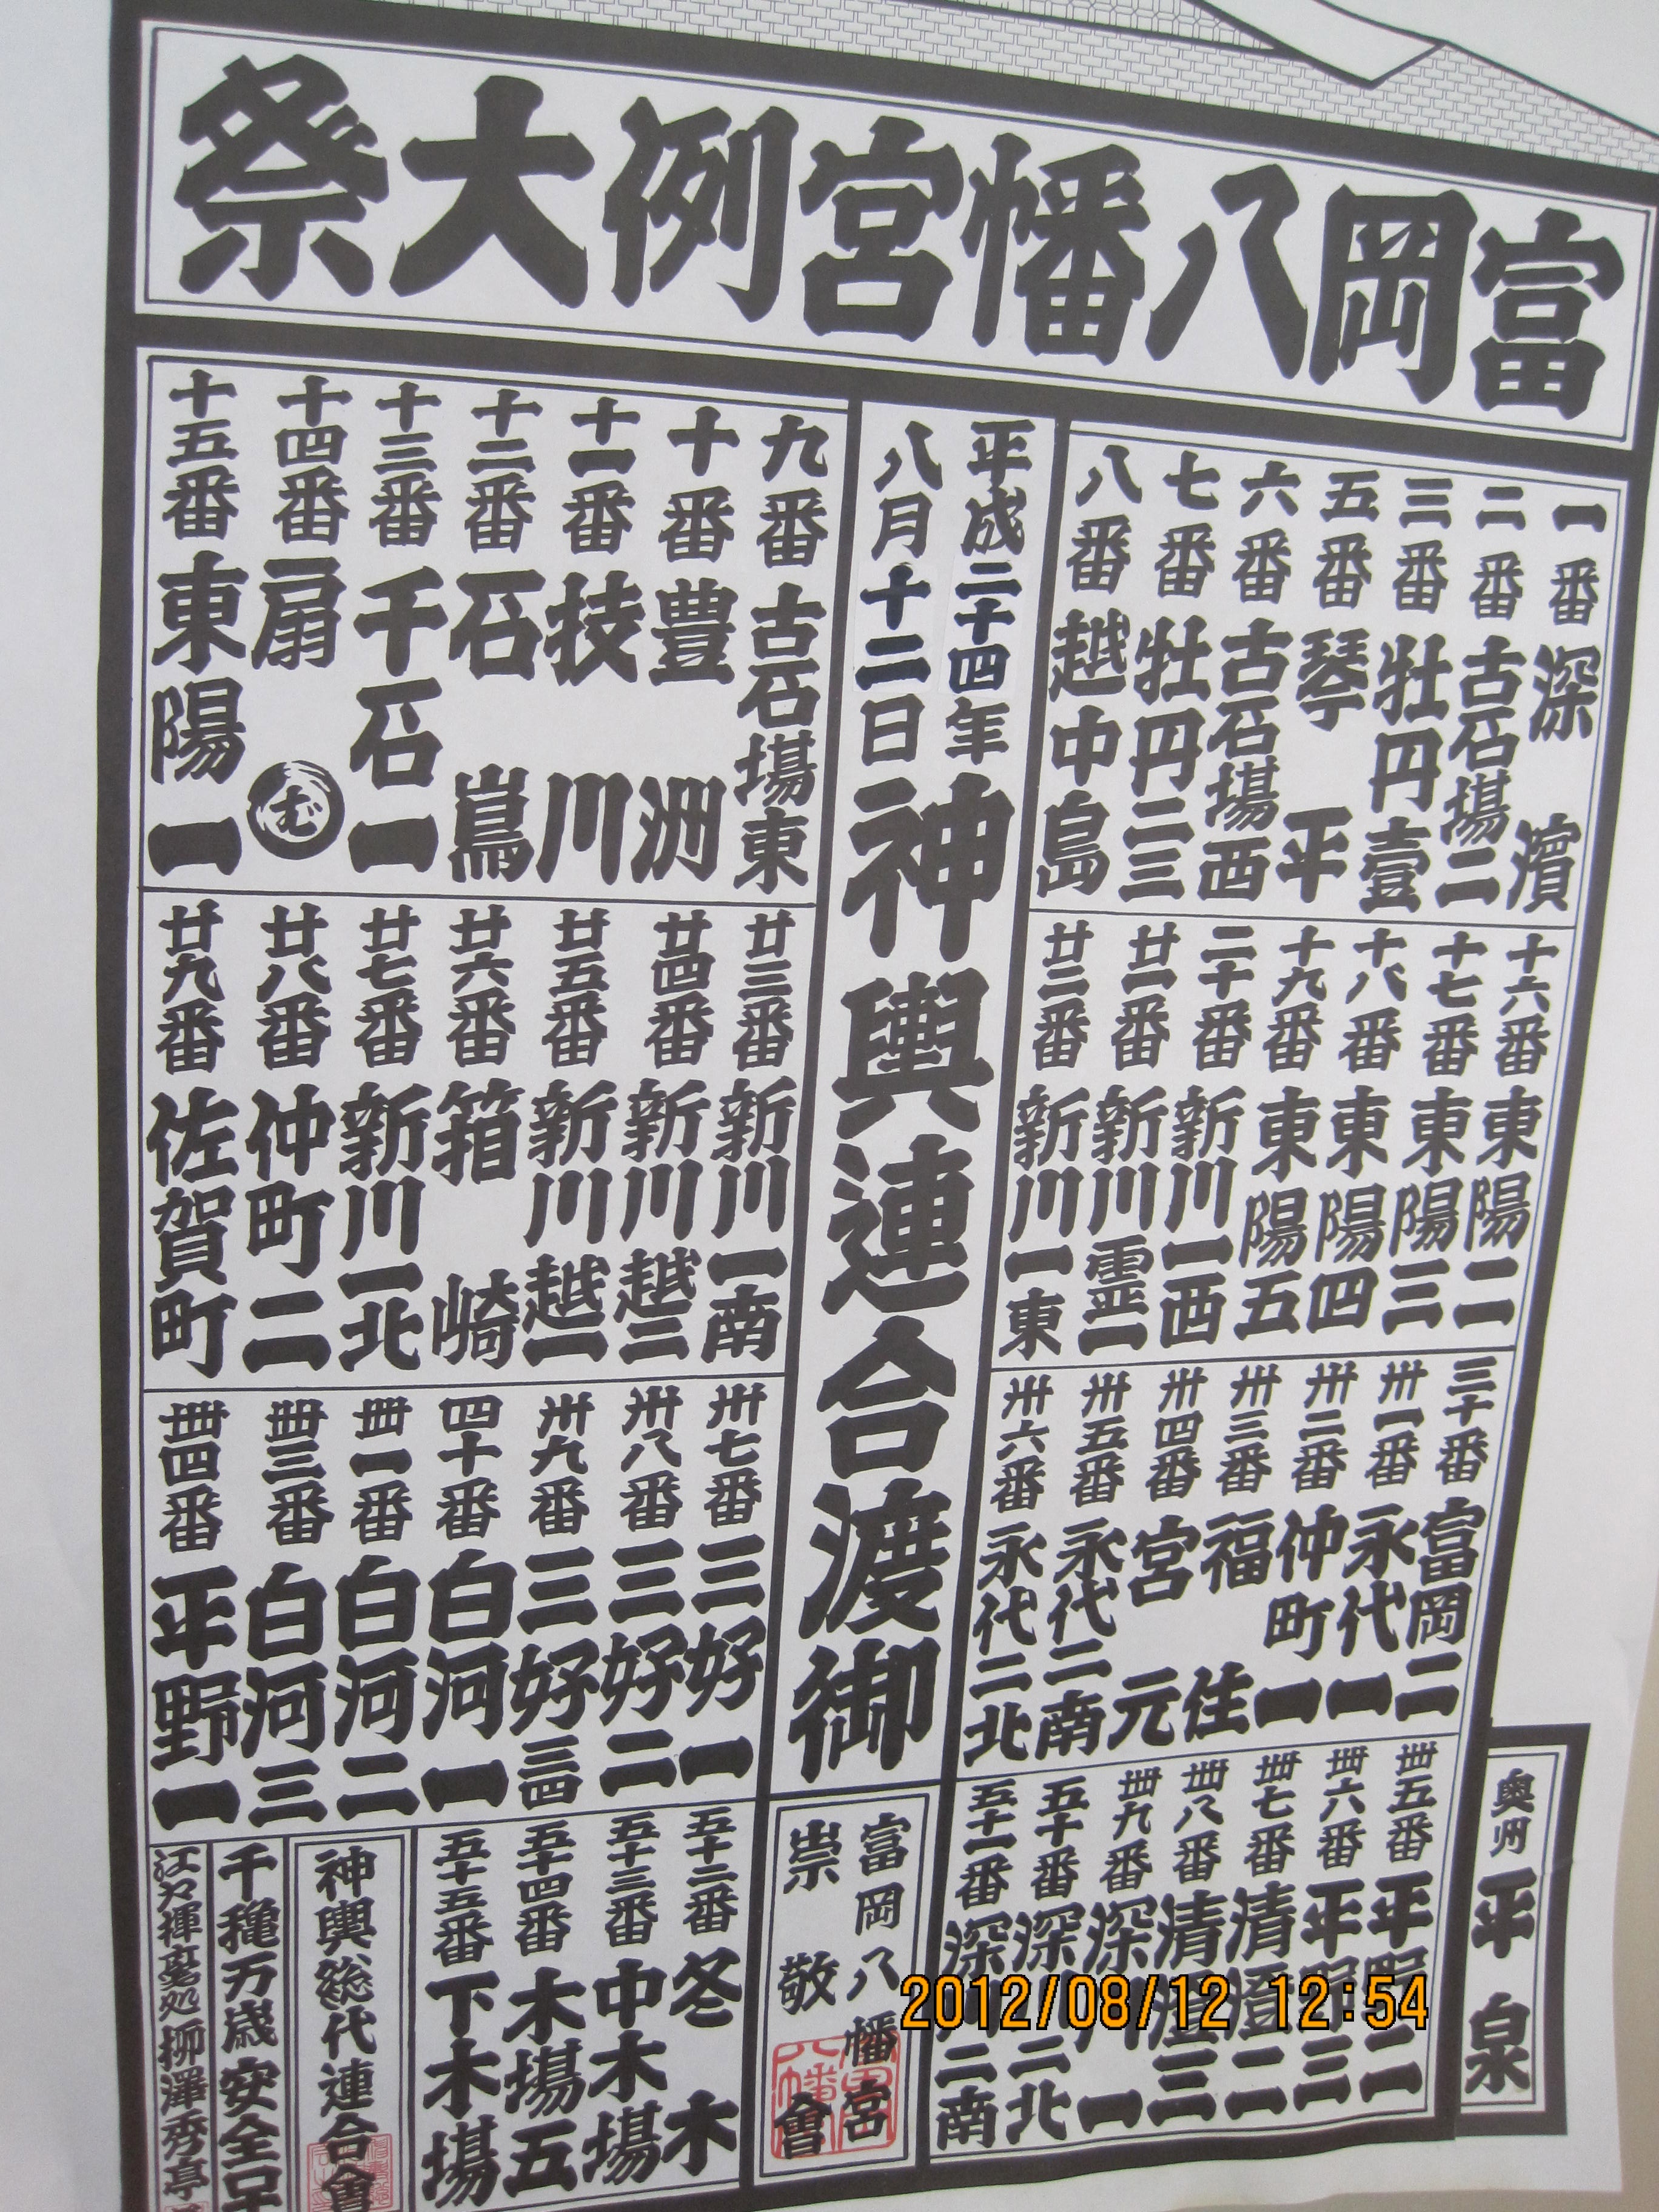 富岡八幡宮例大祭
一番 深濱
二番 古石場二
三番 牡丹壹
五番 琴平
六番 古石場西
七番 牡丹二三
八番 越中島
平成二十四年
八月十二日
神輿連合渡御
九番 古石場東
十番 豊洲
十一番 枝川
十二番 石島
十三番 千石一
十四番 扇む
十五番 東陽一
十六番 東陽二
十七番 東陽三
十八番 東陽四
十九番 東陽五
二十番 新川一西
廿一番 新川霊一
廿二番 新川一東
廿三番 新川一南
廿四番 新川越二
廿五番 新川越一
廿六番 箱崎
廿七番 新川一北
廿八番 仲町二
廿九番 佐賀町
三十番 富岡二
卅一番 永代一
卅二番 仲町一
卅三番 福住
卅四番 宮元
卅五番 永代二南
卅六番 永代二北
卅七番 三好一
卅八番 三好二
卅九番 三好三四
四十番 白河一
卌一番 白河二
卌三番 白河三
卌四番 平野一
卌五番 平野二
卌六番 平野三
卌七番 清澄二
卌八番 清澄三
卌九番 深川一
五十番 深川二北
五十一番 深川二南
富岡八幡宮
崇敬會
五十二番 冬木
五十三番 中木場
五十四番 木場五
五十五番 下木場
神輿総代連合會
千穐万歳安全
奥州 平泉
2012/08/12 12:54